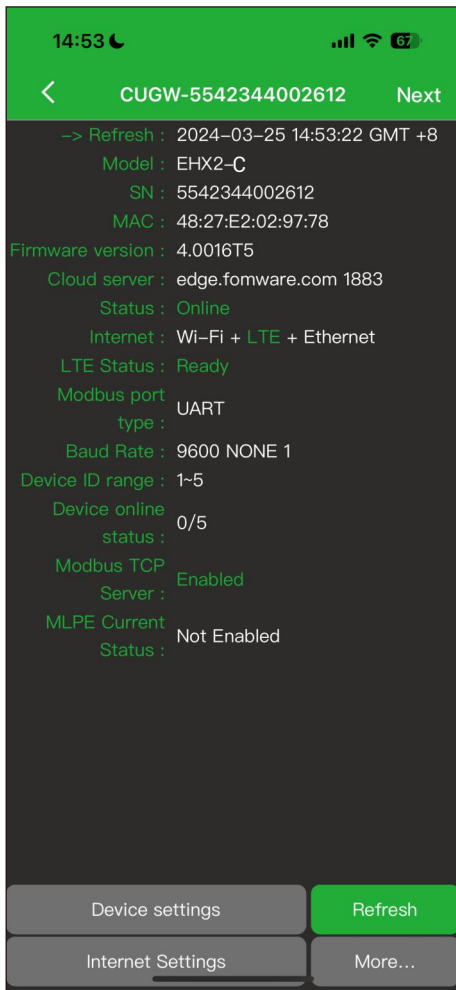 14:53
67
CUGW-5542344002612 Next
-> Refresh : 2024-03-25 14:53:22 GMT +8
Model : EHX2-C
SN : 5542344002612
MAC : 48:27:E2:02:97:78
Firmware version : 4.0016T5
Cloud server : edge.fomware.com 1883
Status : Online
Internet : Wi-Fi + LTE + Ethernet
LTE Status : Ready
Modbus port
type : UART
Baud Rate : 9600 NONE 1
Device ID range : 1~5
Device online
status : 0/5
Modbus TCP
Server : Enabled
MLPE Current
Status : Not Enabled
Device settings Refresh
Internet Settings More...